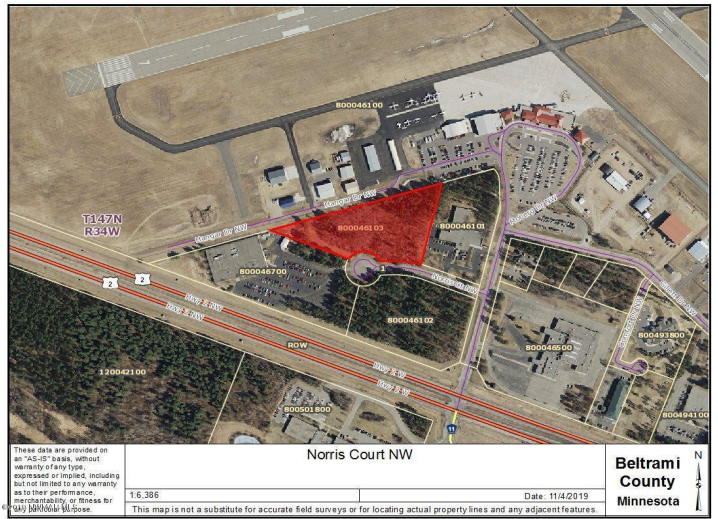 800046100
T147N
R34W
Hangar Dr NW
Hangar Dr NW
800046103
800046101
800046700
1
Norris Ct NW
800046102
2
2
HWY 2 NW
ROW
HWY 2 W
HWY 2 W
120042100
800501800
11
800046500
800493800
800494100
These data are provided on
an "AS-IS" basis, without
warranty of any type,
expressed or implied, including
but not limited to any warranty
as to their performance,
merchantability, or fitness for
any particular purpose.
Norris Court NW
1:6,386
Date: 11/4/2019
This map is not a substitute for accurate field surveys or for locating actual property lines and any adjacent features.
Beltrami
County
Minnesota
N